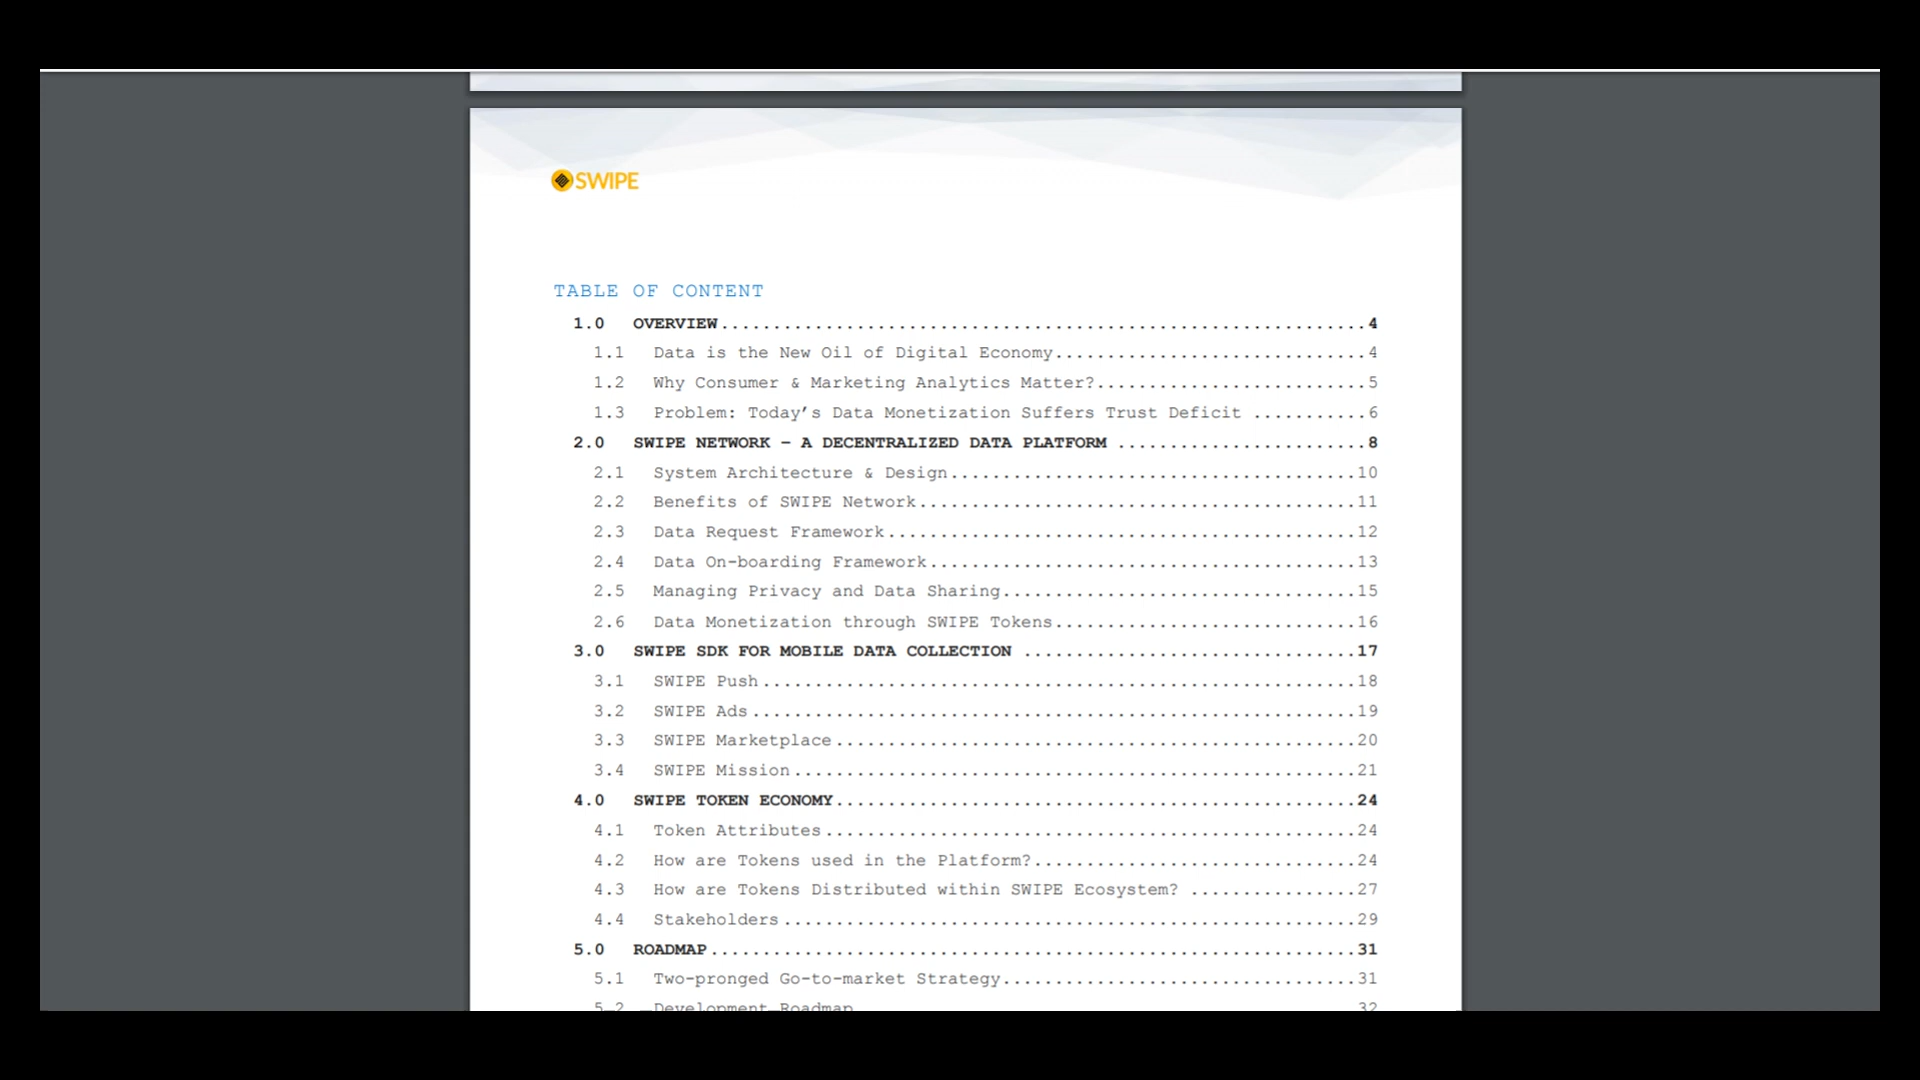 SWIPE
TABLE OF CONTENT
1.0 OVERVIEW..............................................................4
1.1 Data is the New Oil of Digital Economy..............................4
1.2 Why Consumer & Marketing Analytics Matter?..........................5
1.3 Problem: Today’s Data Monetization Suffers Trust Deficit ...........6
2.0 SWIPE NETWORK – A DECENTRALIZED DATA PLATFORM ........................8
2.1 System Architecture & Design.......................................10
2.2 Benefits of SWIPE Network..........................................11
2.3 Data Request Framework.............................................12
2.4 Data On-boarding Framework.........................................13
2.5 Managing Privacy and Data Sharing..................................15
2.6 Data Monetization through SWIPE Tokens.............................16
3.0 SWIPE SDK FOR MOBILE DATA COLLECTION ................................17
3.1 SWIPE Push.........................................................18
3.2 SWIPE Ads..........................................................19
3.3 SWIPE Marketplace..................................................20
3.4 SWIPE Mission......................................................21
4.0 SWIPE TOKEN ECONOMY..................................................24
4.1 Token Attributes...................................................24
4.2 How are Tokens used in the Platform?...............................24
4.3 How are Tokens Distributed within SWIPE Ecosystem? ................27
4.4 Stakeholders.......................................................29
5.0 ROADMAP..............................................................31
5.1 Two-pronged Go-to-market Strategy..................................31
5.2 Development Roadmap 32